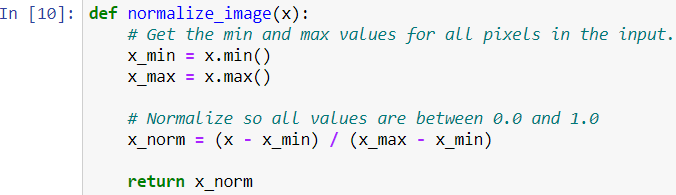 In [10]: def normalize_image(x):
# Get the min and max values for all pixels in the input.
x_min = x.min()
x_max = x.max()
# Normalize so all values are between 0.0 and 1.0
x_norm = (x - x_min) / (x_max - x_min)
return x_norm